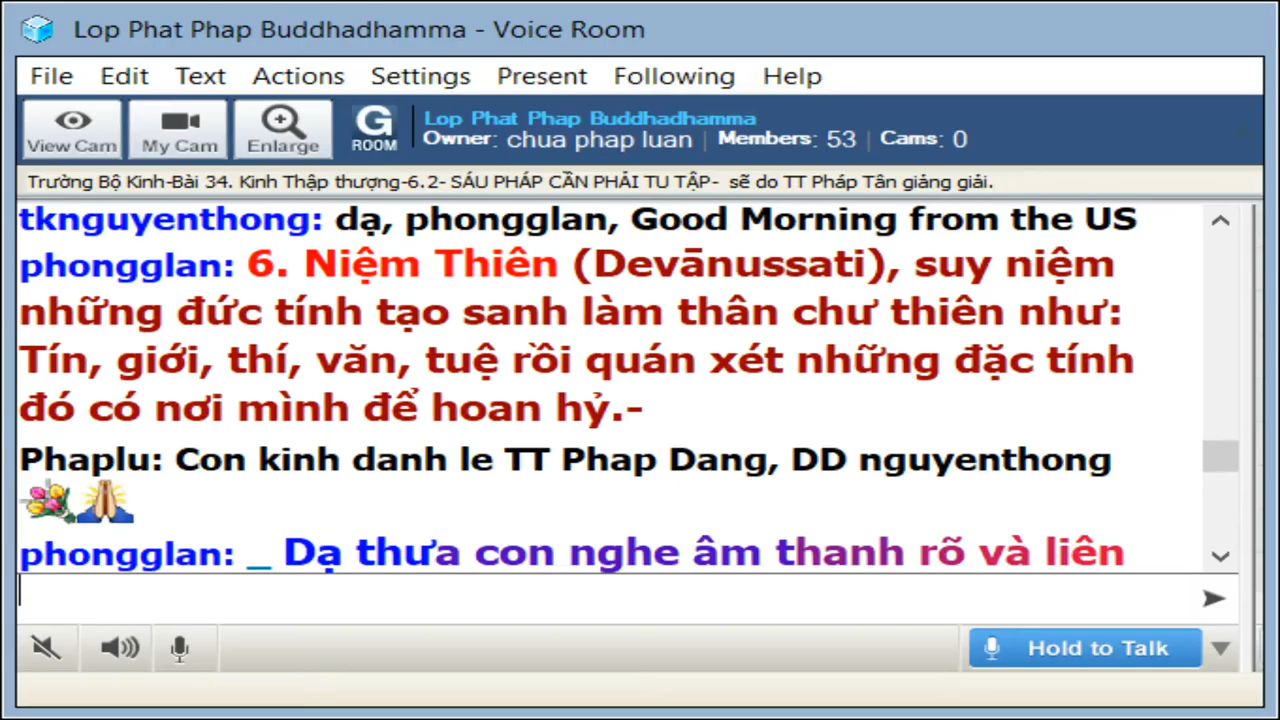 Lop Phat Phap Buddhadhamma - Voice Room
File Edit Text Actions Settings Present Following Help
View Cam My Cam Enlarge G ROOM
Lop Phat Phap Buddhadhamma
Owner: chua phap luan | Members: 53 | Cams: 0
Trường Bộ Kinh-Bài 34. Kinh Thập thượng-6.2- SÁU PHÁP CẦN PHẢI TU TẬP- sẽ do TT Pháp Tân giảng giải.
tknguyenthong: dạ, phongglan, Good Morning from the US
phongglan: 6. Niệm Thiên (Devānussati), suy niệm
những đức tính tạo sanh làm thân chư thiên như:
Tín, giới, thí, văn, tuệ rồi quán xét những đặc tính
đó có nơi mình để hoan hỷ.-
Phaplu: Con kinh danh le TT Phap Dang, DD nguyenthong
phongglan: _ Dạ thưa con nghe âm thanh rõ và liên
Hold to Talk